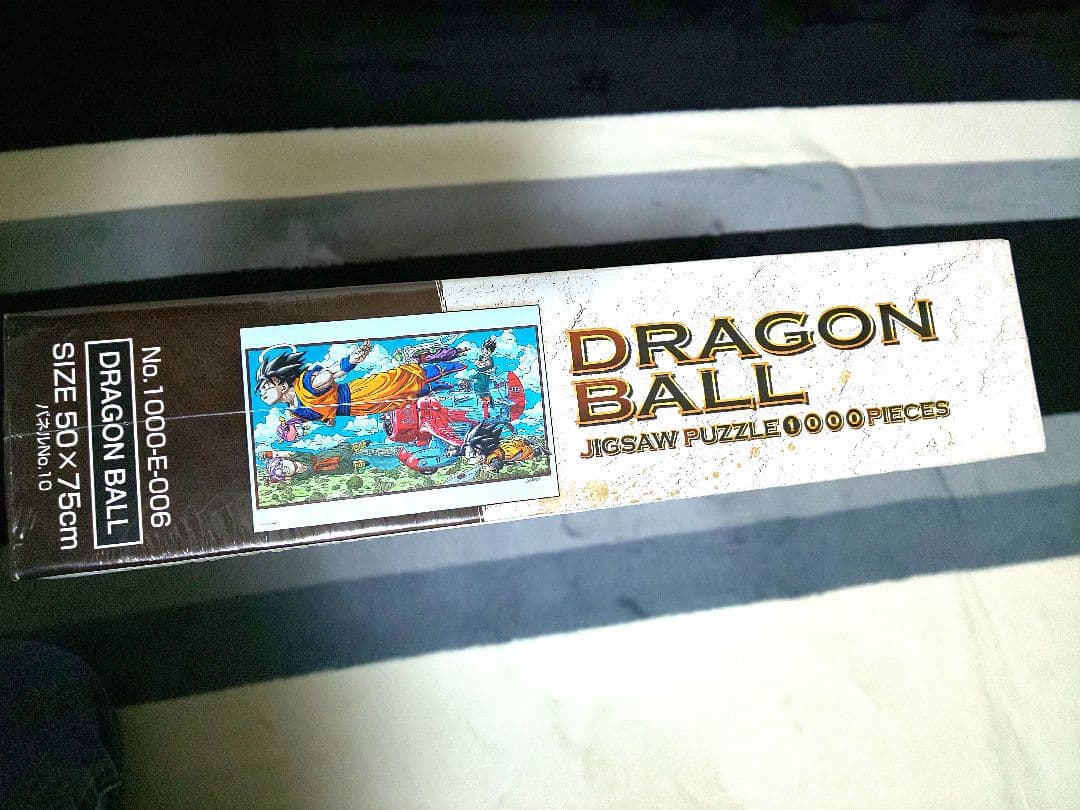 DRAGON
BALL
JIGSAW PUZZLE 1000 PIECES
No.1000-E-006
DRAGON BALL
SIZE 50×75cm
パネルNo.10